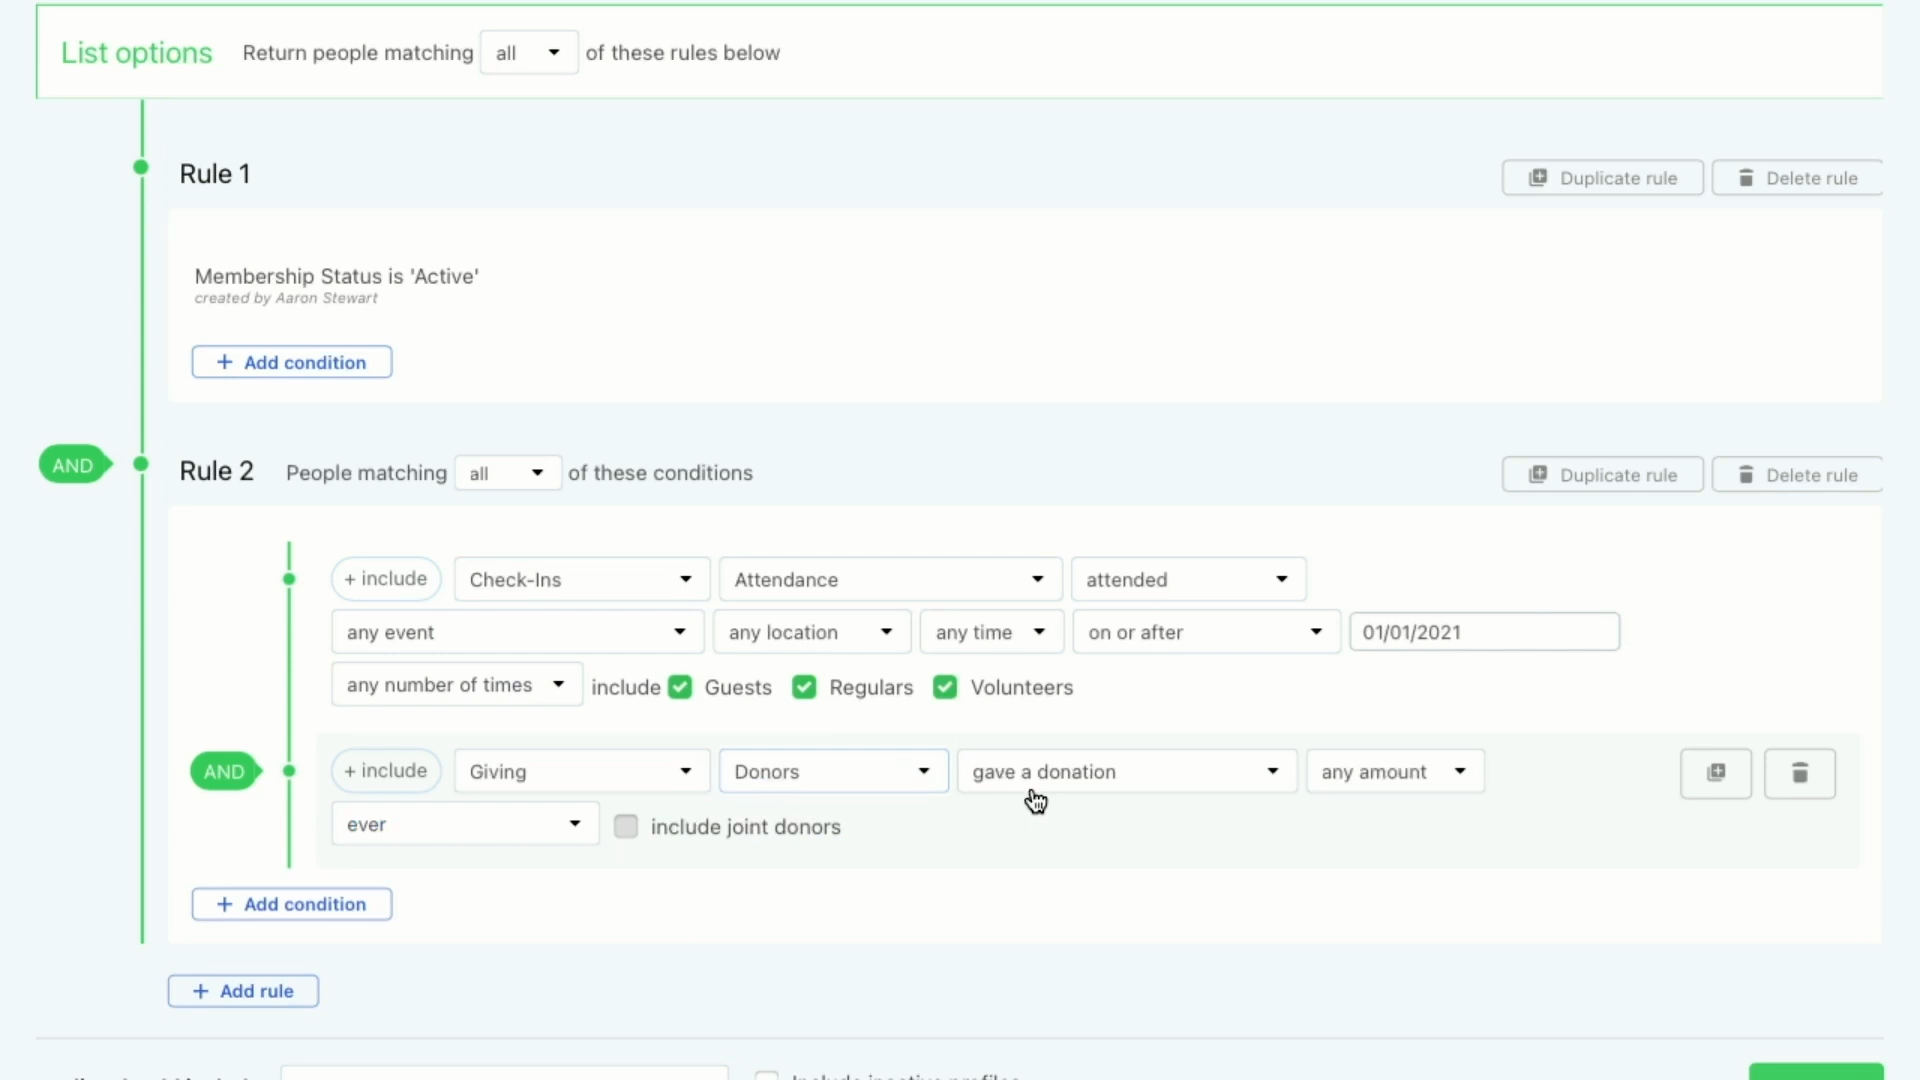 List options Return people matching all of these rules below
Rule 1 Duplicate rule Delete rule
Membership Status is 'Active'
created by Aaron Stewart
+ Add condition
AND Rule 2 People matching all of these conditions Duplicate rule Delete rule
+ include Check-Ins Attendance attended
any event any location any time on or after 01/01/2021
any number of times include Guests Regulars Volunteers
AND + include Giving Donors gave a donation any amount
ever include joint donors
+ Add condition
+ Add rule
Include inactive profiles